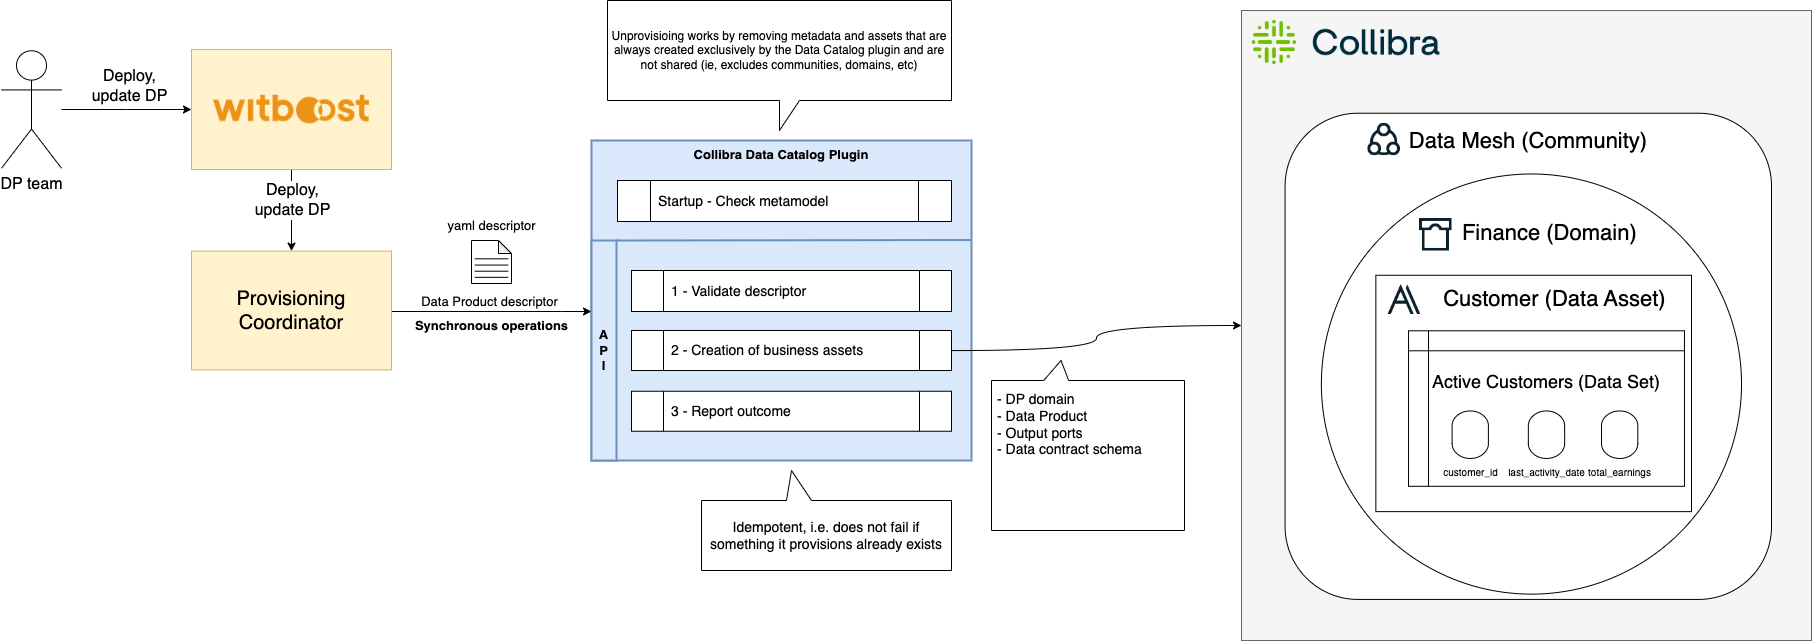 Deploy,
update DP
DP team
witboost
Deploy,
update DP
Provisioning
Coordinator
yaml descriptor
Data Product descriptor
Synchronous operations
Unprovisioing works by removing metadata and assets that are
always created exclusively by the Data Catalog plugin and are
not shared (ie, excludes communities, domains, etc)
Collibra Data Catalog Plugin
Startup - Check metamodel
A
P
I
1 - Validate descriptor
2 - Creation of business assets
3 - Report outcome
Idempotent, i.e. does not fail if
something it provisions already exists
- DP domain
- Data Product
- Output ports
- Data contract schema
Collibra
Data Mesh (Community)
Finance (Domain)
Customer (Data Asset)
Active Customers (Data Set)
customer_id last_activity_date total_earnings